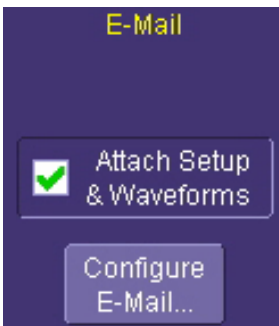 E-Mail
Attach Setup
& Waveforms
Configure
E-Mail...